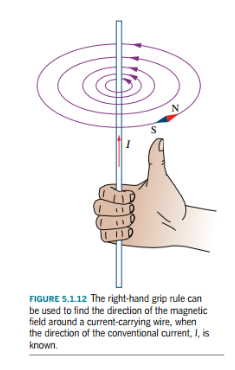 N
S
I
FIGURE 5.1.12 The right-hand grip rule can
be used to find the direction of the magnetic
field around a current-carrying wire, when
the direction of the conventional current, I, is
known.